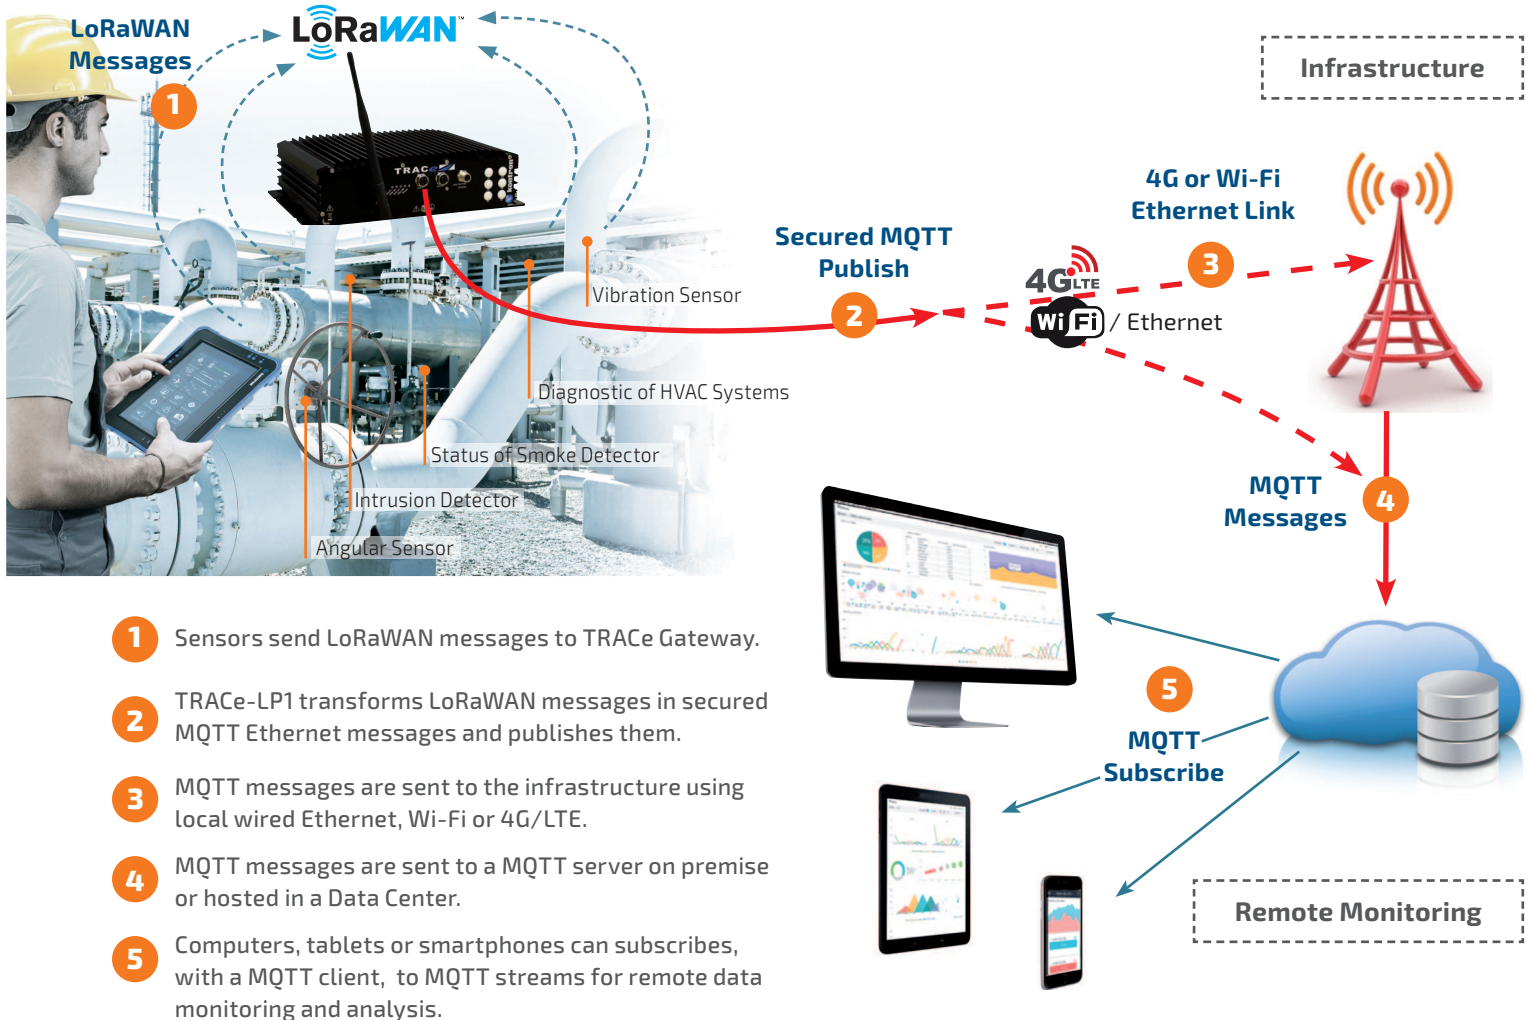 LoRaWAN
Messages
1
LoRaWAN™
TRACe
kontron
Infrastructure
4G or Wi-Fi
Ethernet Link
3
Secured MQTT
Publish
2
4G LTE
Wi Fi / Ethernet
Vibration Sensor
Diagnostic of HVAC Systems
Status of Smoke Detector
Intrusion Detector
Angular Sensor
MQTT
Messages
4
5
MQTT
Subscribe
Remote Monitoring
1 Sensors send LoRaWAN messages to TRACe Gateway.
2 TRACe-LP1 transforms LoRaWAN messages in secured
MQTT Ethernet messages and publishes them.
3 MQTT messages are sent to the infrastructure using
local wired Ethernet, Wi-Fi or 4G/LTE.
4 MQTT messages are sent to a MQTT server on premise
or hosted in a Data Center.
5 Computers, tablets or smartphones can subscribes,
with a MQTT client, to MQTT streams for remote data
monitoring and analysis.